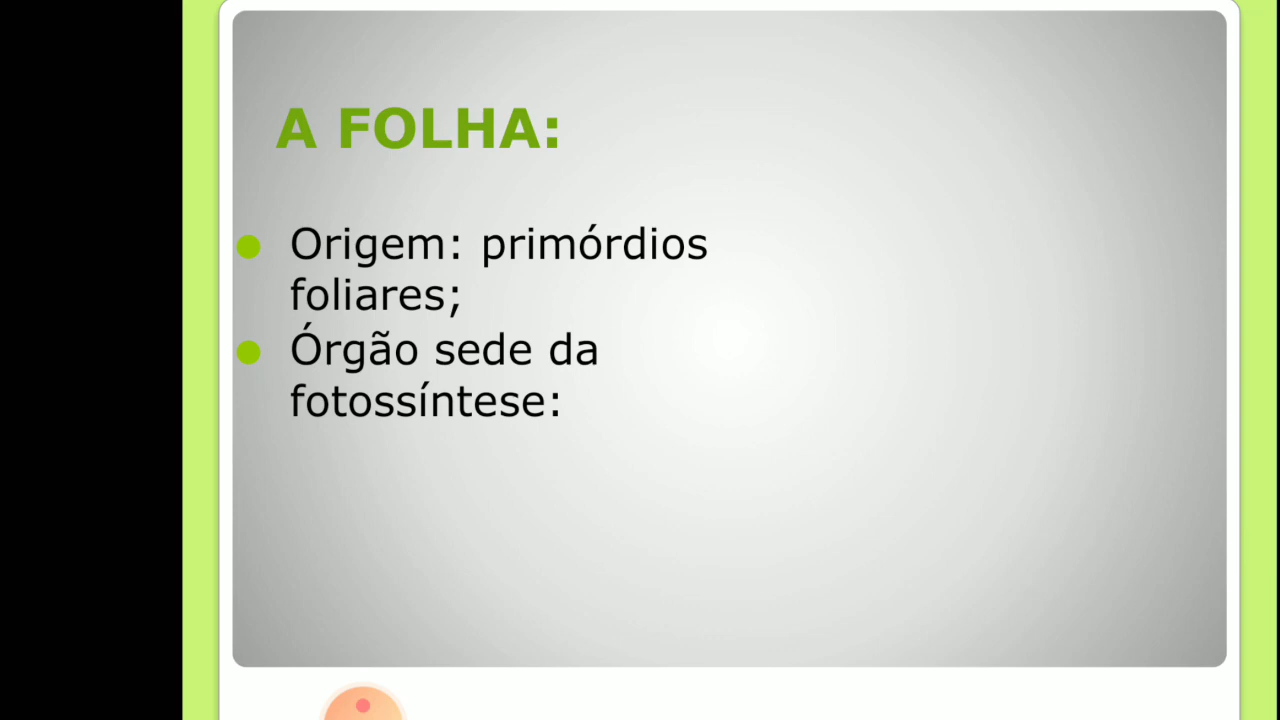 A FOLHA:
Origem: primórdios
foliares;
Órgão sede da
fotossíntese: